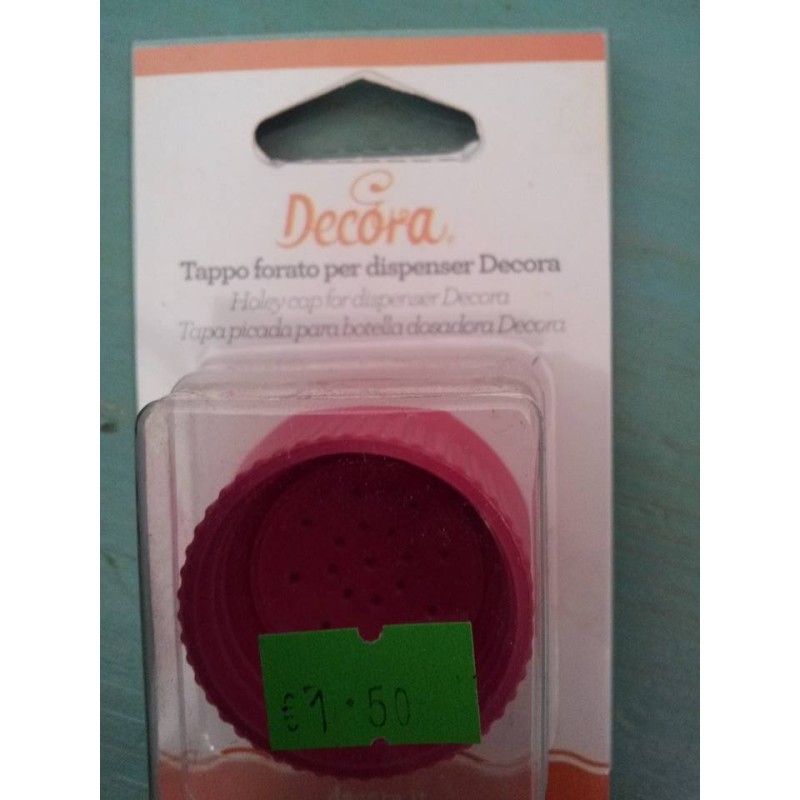 Decora
Tappo forato per dispenser Decora
Holey cap for dispenser Decora
Tapa picada para botella dosadora Decora
€1.50